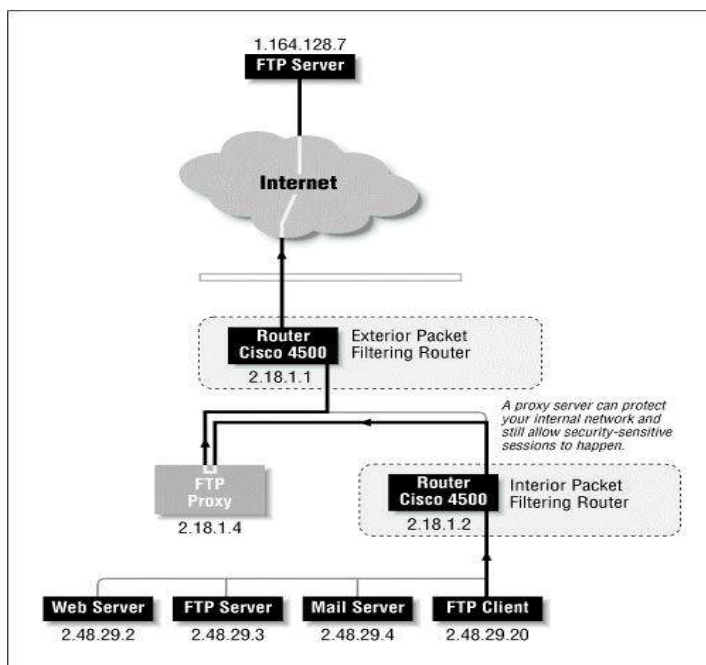 1.164.128.7
FTP Server
Internet
Router
Cisco 4500
Exterior Packet
Filtering Router
2.18.1.1
A proxy server can protect
your internal network and
still allow security-sensitive
sessions to happen.
FTP
Proxy
2.18.1.4
Router
Cisco 4500
Interior Packet
Filtering Router
2.18.1.2
Web Server
FTP Server
Mail Server
FTP Client
2.48.29.2
2.48.29.3
2.48.29.4
2.48.29.20